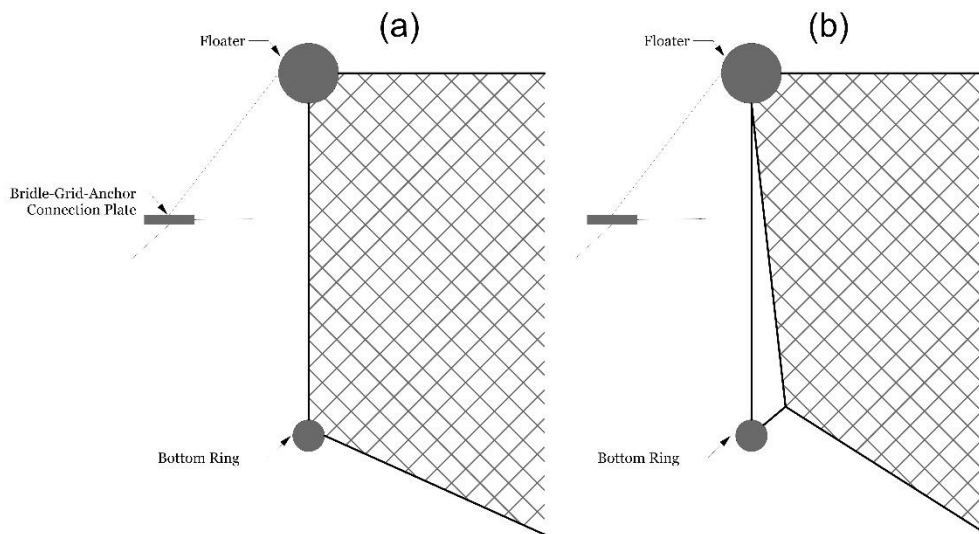 (a)
Floater
Bridle-Grid-Anchor
Connection Plate
Bottom Ring
(b)
Floater
Bottom Ring